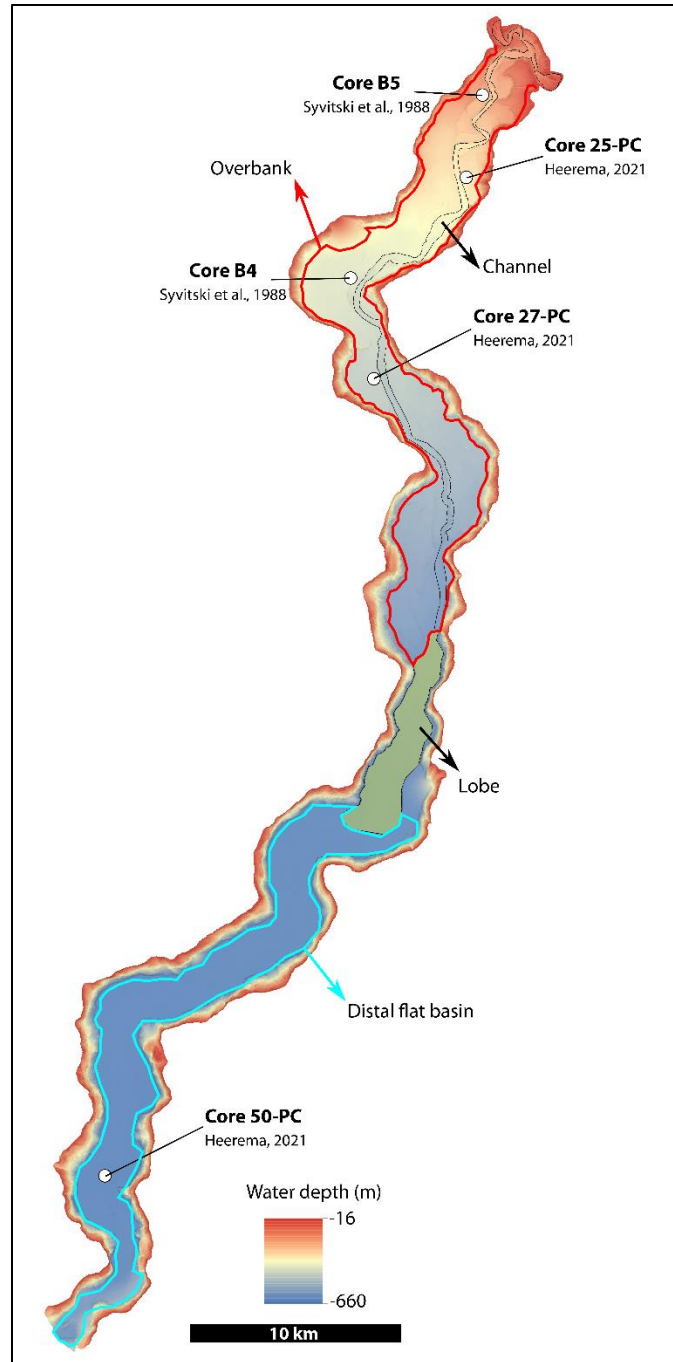 Core B5
Syvitski et al., 1988
Core 25-PC
Heerema, 2021
Overbank
Channel
Core B4
Syvitski et al., 1988
Core 27-PC
Heerema, 2021
Lobe
Distal flat basin
Core 50-PC
Heerema, 2021
Water depth (m)
-16
-660
10 km